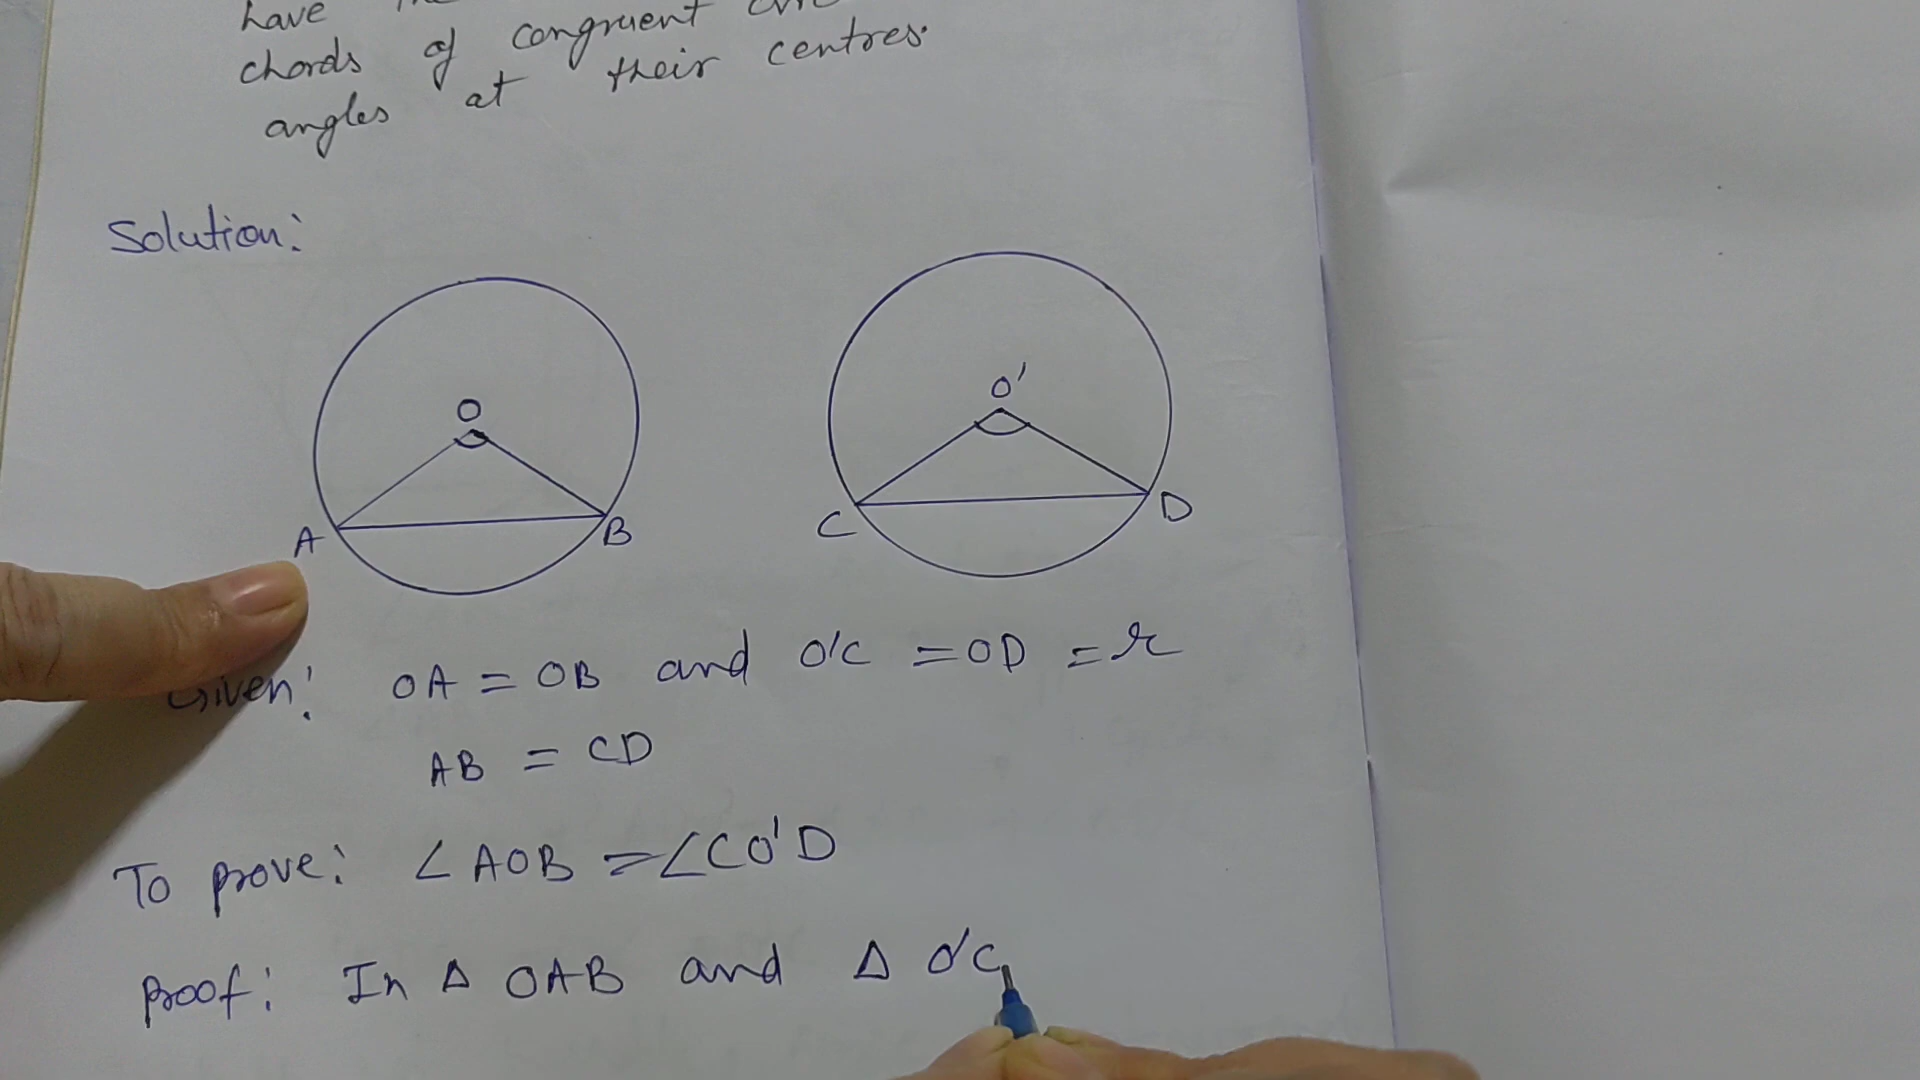 have
chords of congruent
angles at their centres.
Solution:
O
O'
A
B
C
D
Given: OA = OB and O'C = OD = r
AB = CD
To prove: ∠AOB = ∠CO'D
Proof: In Δ OAB and Δ O'C